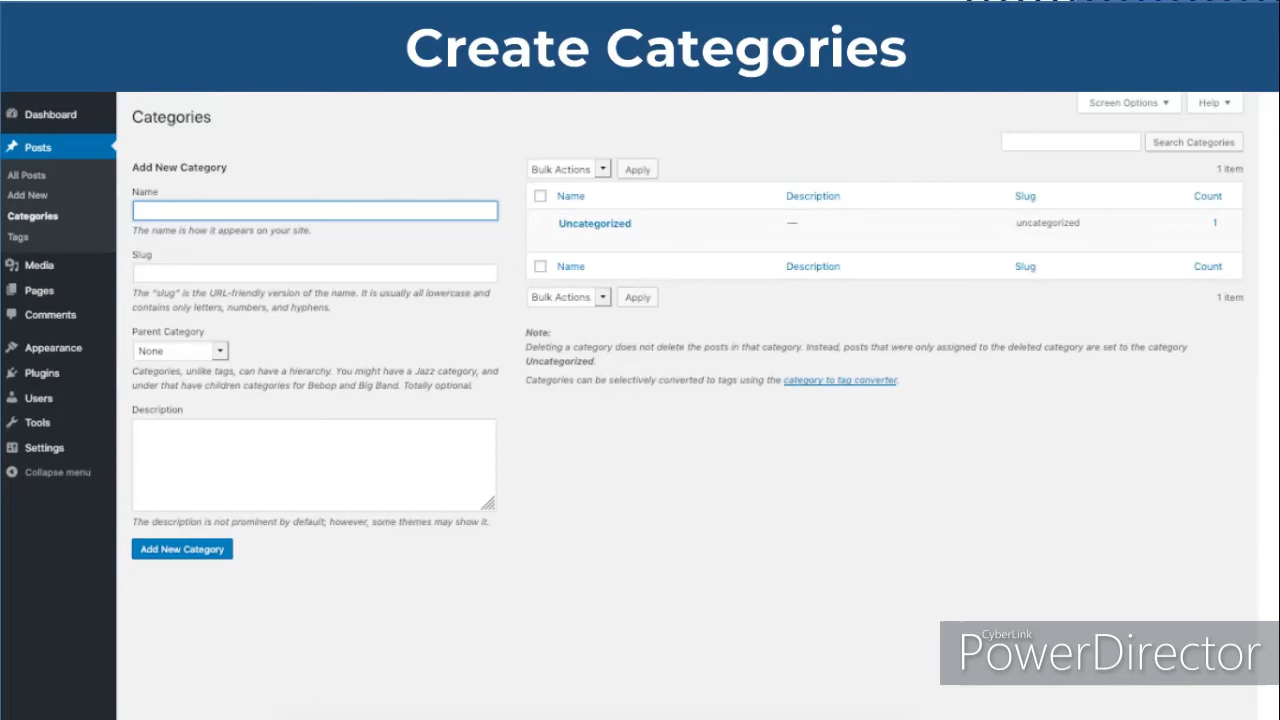 Create Categories
Dashboard
Posts
All Posts
Add New
Categories
Tags
Media
Pages
Comments
Appearance
Plugins
Users
Tools
Settings
Collapse menu
Categories
Screen Options
Help
Search Categories
Add New Category
Name
The name is how it appears on your site.
Slug
The "slug" is the URL-friendly version of the name. It is usually all lowercase and
contains only letters, numbers, and hyphens.
Parent Category
None
Categories, unlike tags, can have a hierarchy. You might have a Jazz category, and
under that have children categories for Bebop and Big Band. Totally optional.
Description
The description is not prominent by default; however, some themes may show it.
Add New Category
Bulk Actions Apply 1 item
Name Description Slug Count
Uncategorized — uncategorized 1
Name Description Slug Count
Bulk Actions Apply 1 item
Note:
Deleting a category does not delete the posts in that category. Instead, posts that were only assigned to the deleted category are set to the category
Uncategorized.
Categories can be selectively converted to tags using the category to tag converter.
CyberLink
PowerDirector